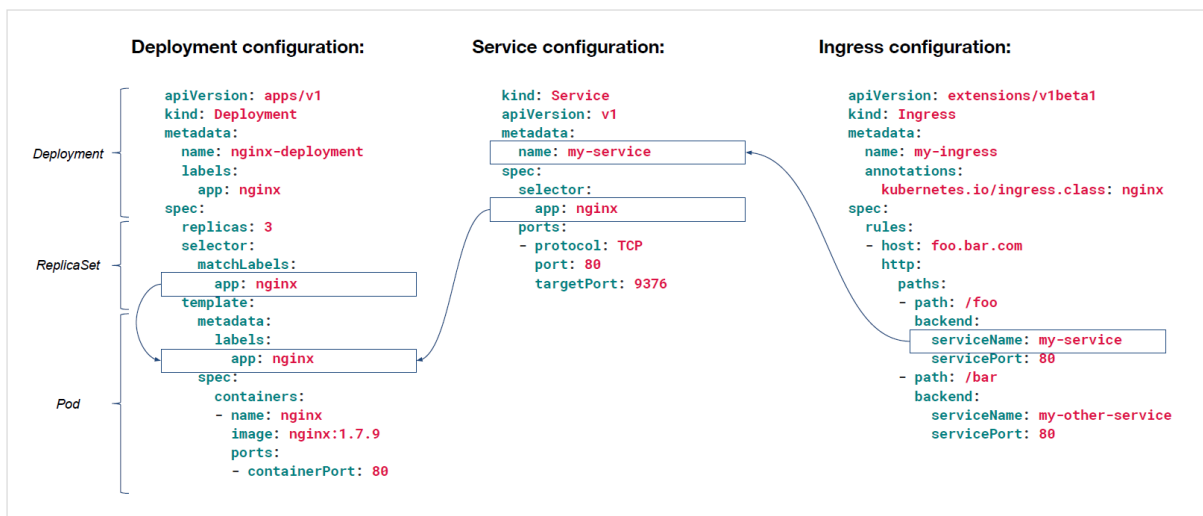 Deployment configuration:
Deployment
ReplicaSet
Pod
apiVersion: apps/v1
kind: Deployment
metadata:
  name: nginx-deployment
  labels:
    app: nginx
spec:
  replicas: 3
  selector:
    matchLabels:
      app: nginx
  template:
    metadata:
      labels:
        app: nginx
    spec:
      containers:
      - name: nginx
        image: nginx:1.7.9
        ports:
        - containerPort: 80
Service configuration:
kind: Service
apiVersion: v1
metadata:
  name: my-service
spec:
  selector:
    app: nginx
  ports:
  - protocol: TCP
    port: 80
    targetPort: 9376
Ingress configuration:
apiVersion: extensions/v1beta1
kind: Ingress
metadata:
  name: my-ingress
  annotations:
    kubernetes.io/ingress.class: nginx
spec:
  rules:
  - host: foo.bar.com
    http:
      paths:
      - path: /foo
        backend:
          serviceName: my-service
          servicePort: 80
      - path: /bar
        backend:
          serviceName: my-other-service
          servicePort: 80